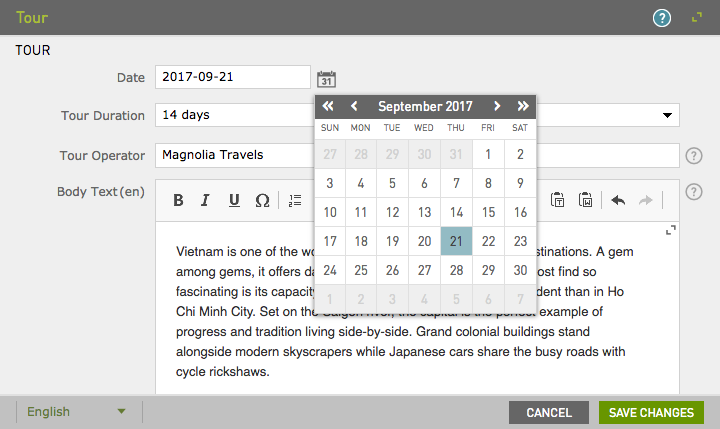 Tour
?
TOUR
Date 2017-09-21 31
September 2017
SUN MON TUE WED THU FRI SAT
27 28 29 30 31 1 2
3 4 5 6 7 8 9
10 11 12 13 14 15 16
17 18 19 20 21 22 23
24 25 26 27 28 29 30
1 2 3 4 5 6 7
Tour Duration 14 days
Tour Operator Magnolia Travels ?
Body Text (en) ?
B I U Ω T W
Vietnam is one of the stinations. A gem
among gems, it offers ost find so
fascinating is its dent than in Ho
Chi Minh City. Set on the Saigon river, the capital is the perfect example of
progress and tradition living side-by-side. Grand colonial buildings stand
alongside modern skyscrapers while Japanese cars share the busy roads with
cycle rickshaws.
English CANCEL SAVE CHANGES